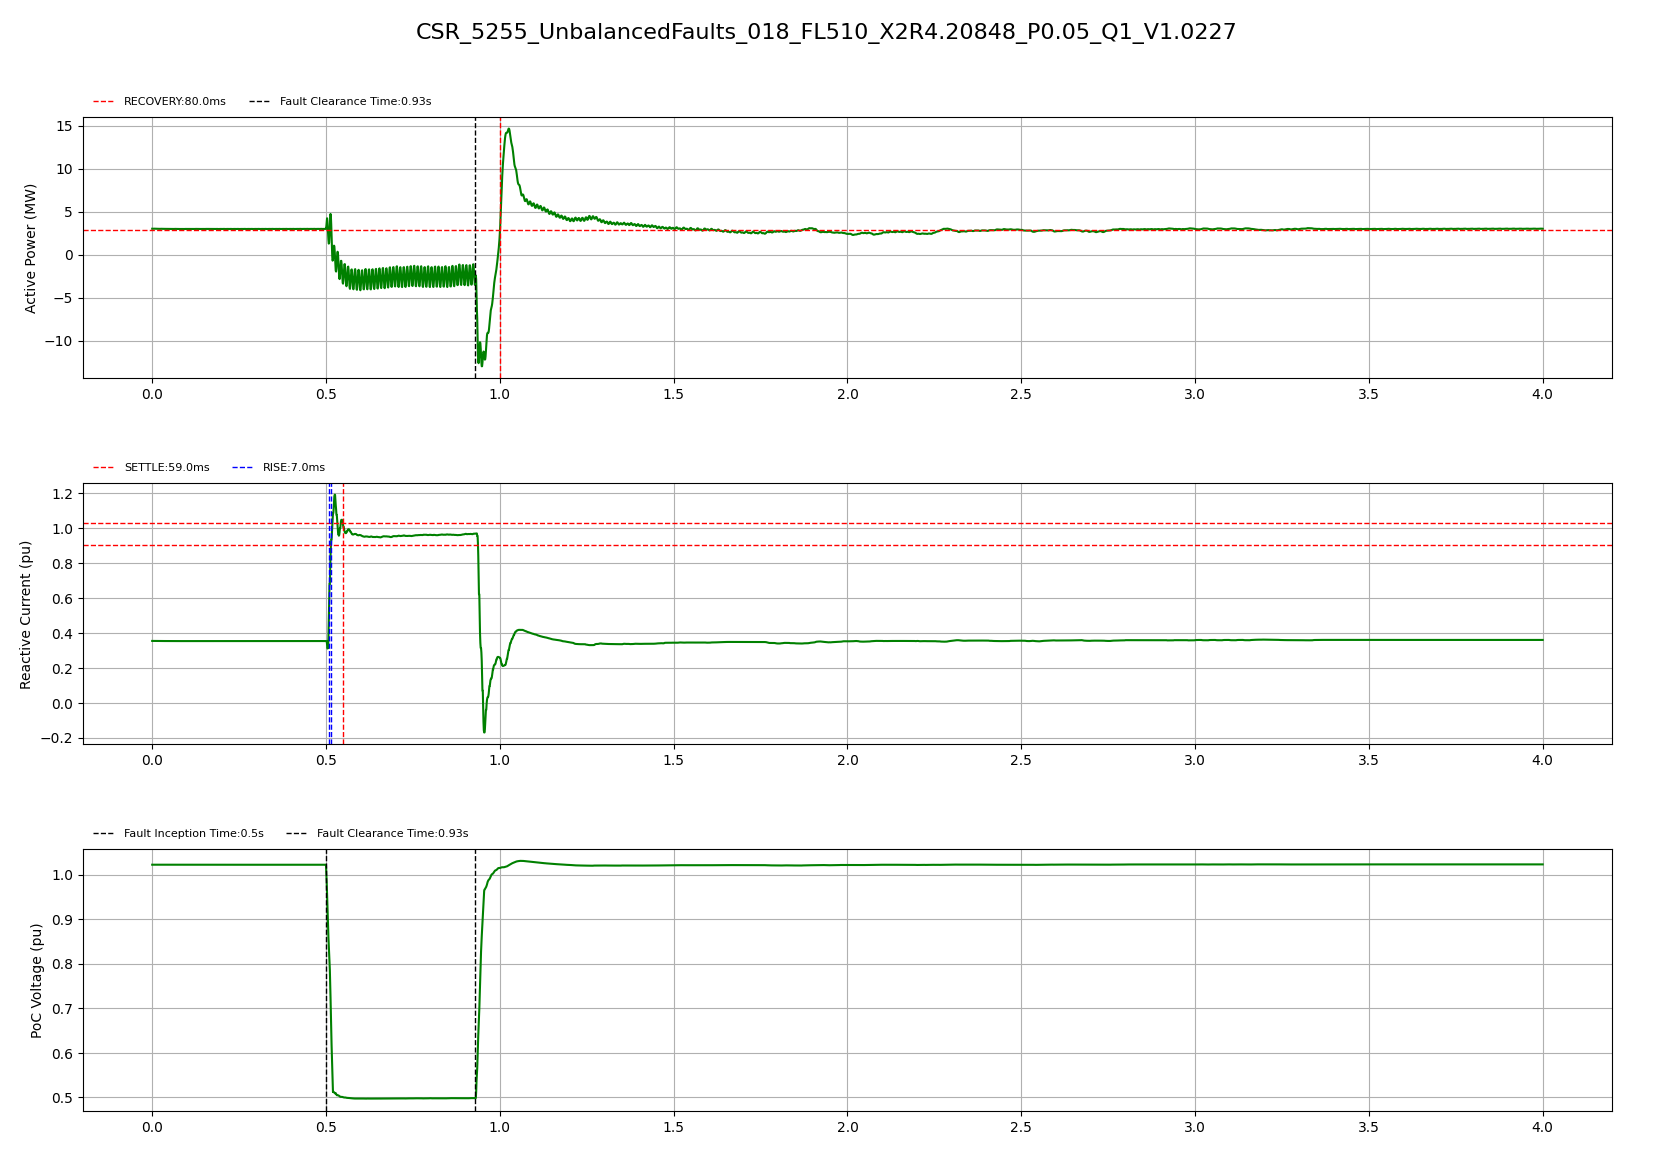 CSR_5255_UnbalancedFaults_018_FL510_X2R4.20848_P0.05_Q1_V1.0227
RECOVERY:80.0ms Fault Clearance Time:0.93s
Active Power (MW)
15
10
5
0
−5
−10
0.0 0.5 1.0 1.5 2.0 2.5 3.0 3.5 4.0
SETTLE:59.0ms RISE:7.0ms
Reactive Current (pu)
1.2
1.0
0.8
0.6
0.4
0.2
0.0
−0.2
0.0 0.5 1.0 1.5 2.0 2.5 3.0 3.5 4.0
Fault Inception Time:0.5s Fault Clearance Time:0.93s
PoC Voltage (pu)
1.0
0.9
0.8
0.7
0.6
0.5
0.0 0.5 1.0 1.5 2.0 2.5 3.0 3.5 4.0